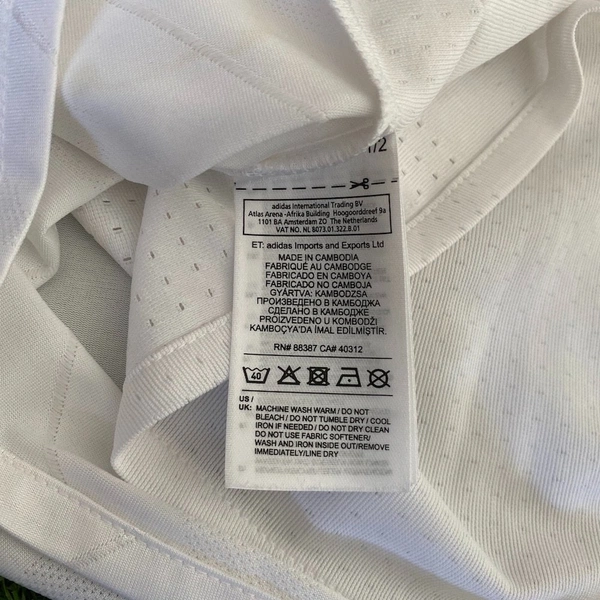 1/2
adidas International Trading BV
Atlas Arena -Afrika Building Hoogoorddreef 9a
1101 BA Amsterdam ZO The Netherlands
VAT NO. NL 8073.01.322.B.01
ET: adidas Imports and Exports Ltd
MADE IN CAMBODIA
FABRIQUÉ AU CAMBODGE
FABRICADO EN CAMBOYA
FABRICADO NO CAMBOJA
GYÁRTVA: KAMBODZSA
ПРОИЗВЕДЕНО В КАМБОДЖА
СДЕЛАНО В КАМБОДЖЕ
PROIZVEDENO U KOMBODŽI
KAMBOÇYA'DA İMAL EDİLMİŞTİR.
RN# 88387 CA# 40312
40
US /
UK: MACHINE WASH WARM / DO NOT
BLEACH / DO NOT TUMBLE DRY / COOL
IRON IF NEEDED / DO NOT DRY CLEAN
DO NOT USE FABRIC SOFTENER/
WASH AND IRON INSIDE OUT/REMOVE
IMMEDIATELY/LINE DRY